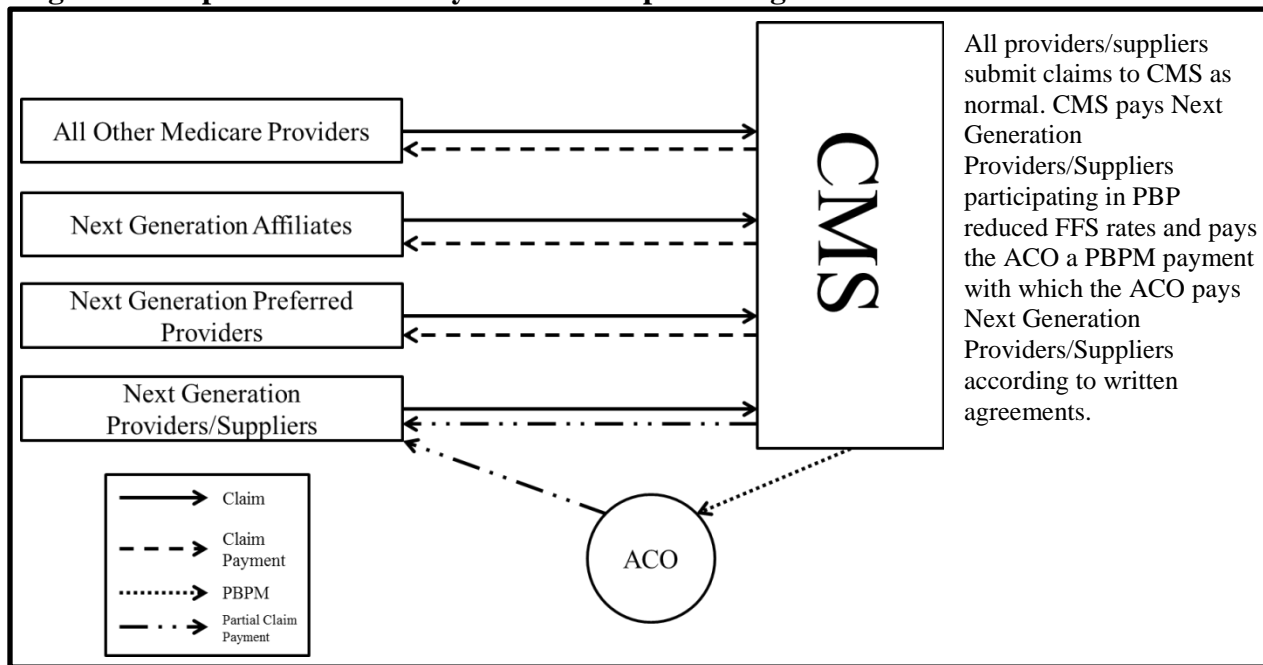 All Other Medicare Providers
Next Generation Affiliates
Next Generation Preferred
Providers
Next Generation
Providers/Suppliers
CMS
ACO
Claim
Claim
Payment
PBPM
Partial Claim
Payment
All providers/suppliers
submit claims to CMS as
normal. CMS pays Next
Generation
Providers/Suppliers
participating in PBP
reduced FFS rates and pays
the ACO a PBPM payment
with which the ACO pays
Next Generation
Providers/Suppliers
according to written
agreements.